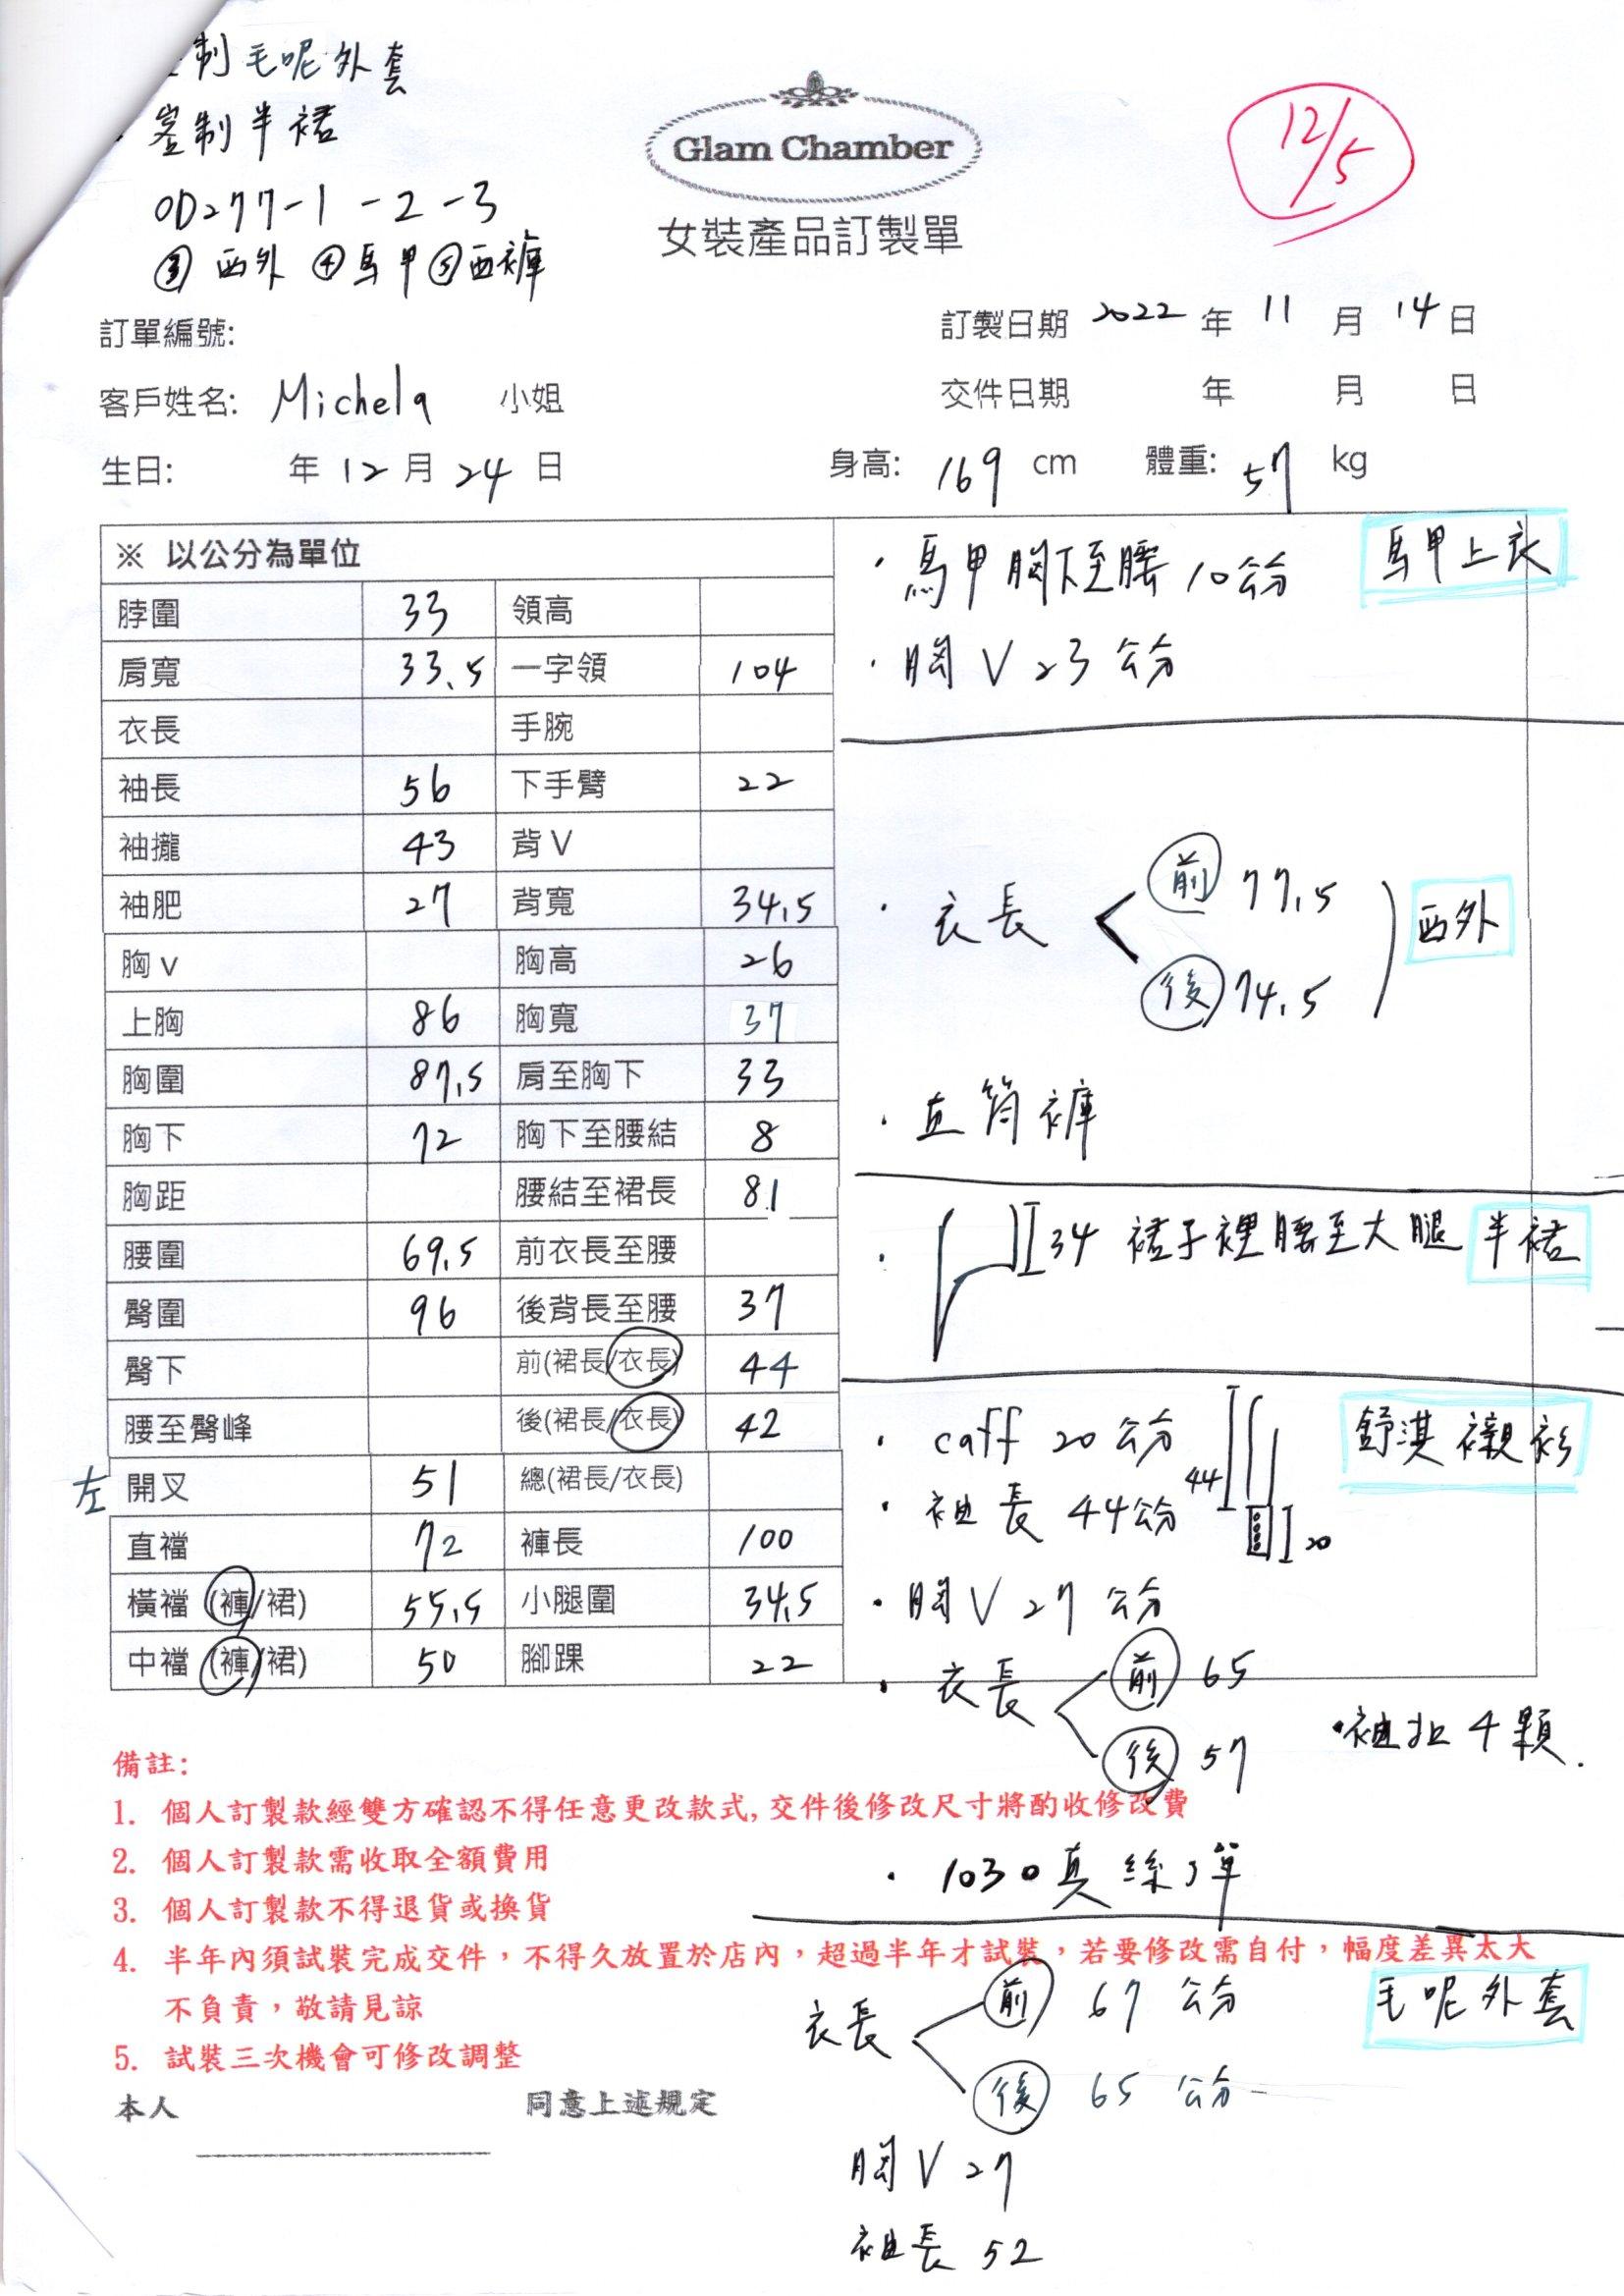 制毛呢外套
製制半裙
OD277-1-2-3
③西外 ④馬甲 ⑤西褲
Glam Chamber
女裝產品訂製單
12/5
訂單編號:
訂製日期 2022 年 11 月 14 日
客戶姓名: Michela 小姐
交件日期 年 月 日
生日: 年 12 月 24 日
身高: 169 cm 體重: 57 kg
※ 以公分為單位
脖圍 33 領高
肩寬 33.5 一字領 104
衣長 手腕
袖長 56 下手臂 22
袖攏 43 背V
袖肥 27 背寬 34.5
胸v 胸高 26
上胸 86 胸寬 37
胸圍 87.5 肩至胸下 33
胸下 72 胸下至腰結 8
胸距 腰結至裙長 81
腰圍 69.5 前衣長至腰
臀圍 96 後背長至腰 37
臀下 前(裙長/衣長) 44
腰至臀峰 後(裙長/衣長) 42
左 開叉 51 總(裙長/衣長)
直襠 72 褲長 100
橫襠 (褲/裙) 55.5 小腿圍 34.5
中襠 (褲/裙) 50 腳踝 22
・馬甲胸下至腰 10公分 馬甲上衣
・胸V 23公分
・衣長 前 77.5 西外
後 74.5
・直筒褲
・34 裙子裡腰至大腿 半裙
・caff 20公分 舒淇襯衫
・袖長 44公分 44 20
・胸V 27公分
・衣長 前 65
後 57
・袖扣4顆.
・1030真絲
衣長 前 67公分 毛呢外套
後 65公分
胸V 27
袖長 52
備註:
1. 個人訂製款經雙方確認不得任意更改款式,交件後修改尺寸將酌收修改費
2. 個人訂製款需收取全額費用
3. 個人訂製款不得退貨或換貨
4. 半年內須試裝完成交件，不得久放置於店內，超過半年才試裝，若要修改需自付，幅度差異太大
不負責，敬請見諒
5. 試裝三次機會可修改調整
本人 同意上述規定